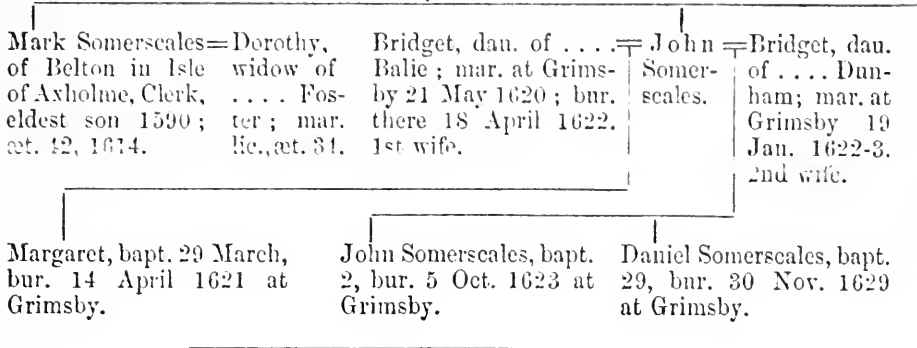 Mark Somerscales=Dorothy,
of Belton in Isle widow of
of Axholme, Clerk, .... Fos-
eldest son 1590; ter; mar.
æt. 42, 1614. lic., æt. 34.
Bridget, dau. of ....=John=Bridget, dau.
Balie; mar. at Grims- Somer- of .... Dun-
by 21 May 1620; bur. scales. ham; mar. at
there 18 April 1622. Grimsby 19
1st wife. Jan. 1622-3.
2nd wife.
Margaret, bapt. 29 March,
bur. 14 April 1621 at
Grimsby.
John Somerscales, bapt.
2, bur. 5 Oct. 1623 at
Grimsby.
Daniel Somerscales, bapt.
29, bur. 30 Nov. 1629
at Grimsby.